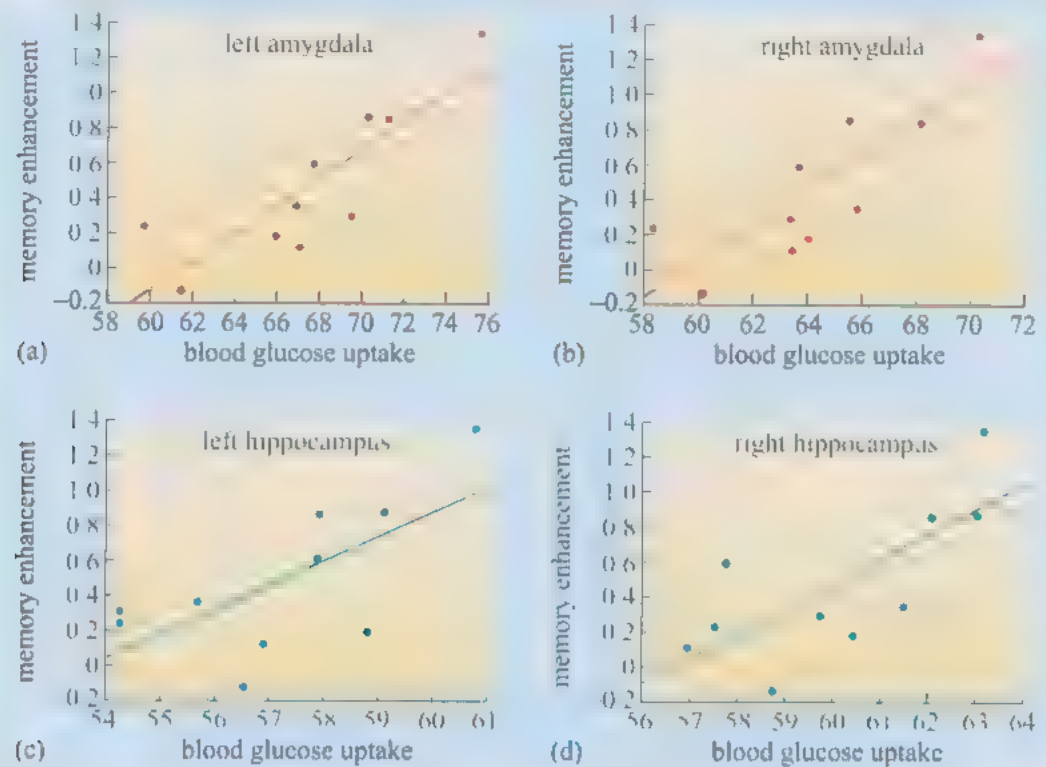 left amygdala
memory enhancement
1 4
1 2
0
0.8
0 6
0 4
0 2
0
–0.2
58 60 62 64 66 68 70 72 74 76
(a)
blood glucose uptake
right amygdala
memory enhancement
1 4
1 2
0
0.8
0 6
0 4
0 2
0
–0.2
58 60 62 64 66 68 70 72
(b)
blood glucose uptake
left hippocampus
memory enhancement
1 4
1 2
1 0
0 8
0 6
0 4
0 2
0
0 2
54 55 56 57 58 59 60 61
(c)
blood glucose uptake
right hippocampus
memory enhancement
1 4
1 2
1 0
0 8
0 6
0 4
0 2
0
0 2
56 57 58 59 60 61 62 63 64
(d)
blood glucose uptake